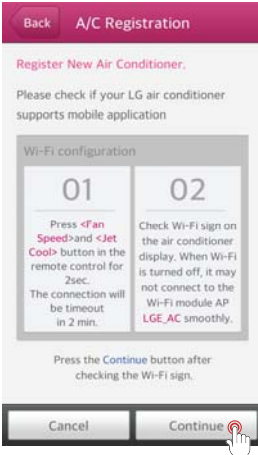 Back
A/C Registration
Register New Air Conditioner.
Please check if your LG air conditioner
supports mobile application
Wi-Fi configuration
01
Press <Fan
Speed>and <Jet
Cool> button in the
remote control for
2sec.
The connection will
be timeout
in 2 min.
02
Check Wi-Fi sign on
the air conditioner
display. When Wi-Fi
is turned off, it may
not connect to the
Wi-Fi module AP
LGE_AC smoothly.
Press the Continue button after
checking the Wi-Fi sign.
Cancel
Continue